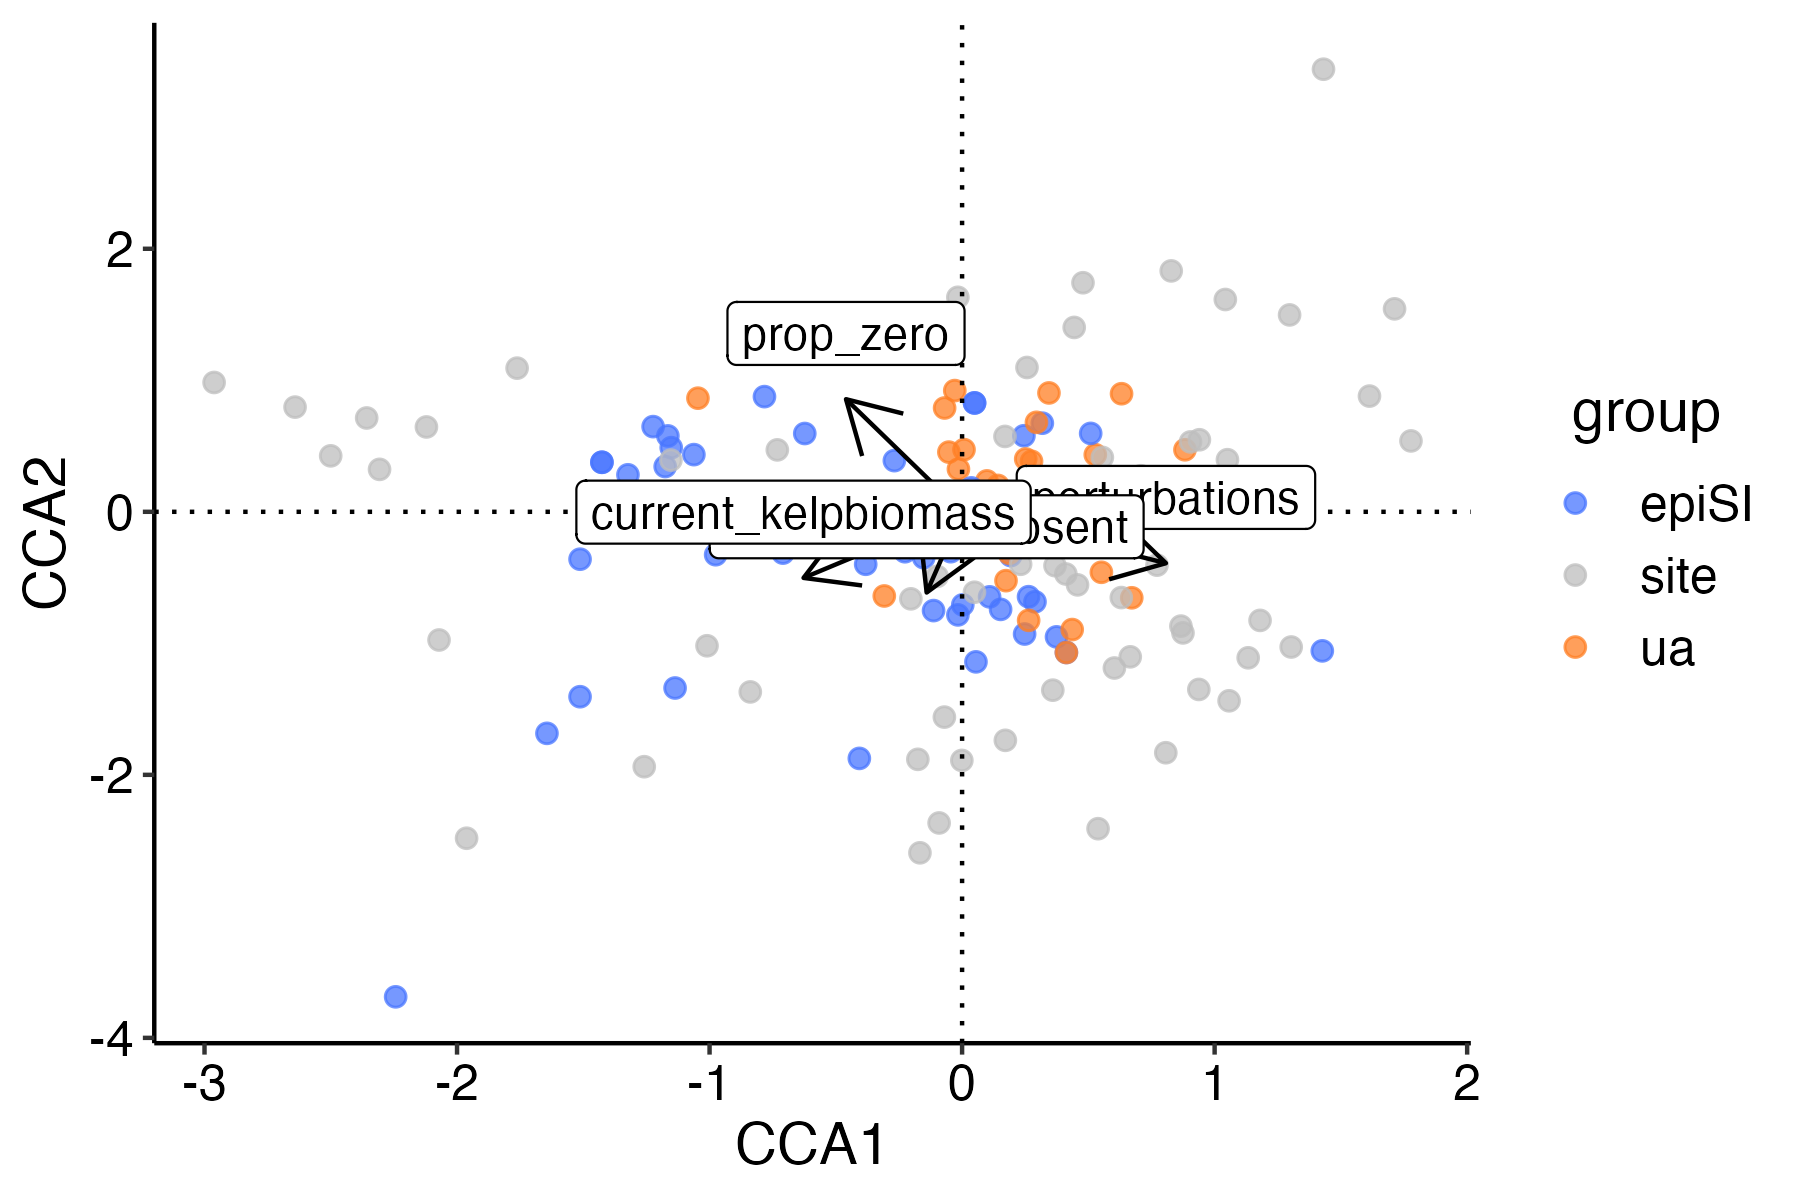 prop_zero
perturbations
current_kelpbiomass
CCA2
2
0
-2
-4
-3
-2
-1
0
1
2
CCA1
group
epiSI
site
ua